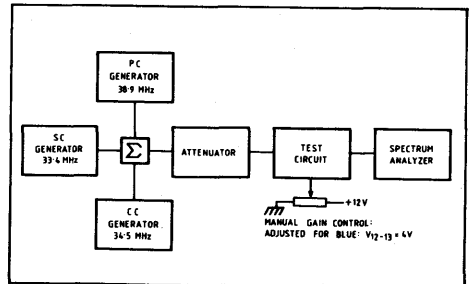 PC
GENERATOR
38·9 MHz
SC
GENERATOR
33·4 MHz
Σ
ATTENUATOR
TEST
CIRCUIT
SPECTRUM
ANALYZER
CC
GENERATOR
34·5 MHz
+12V
MANUAL GAIN CONTROL:
ADJUSTED FOR BLUE: V12-13 = 4V